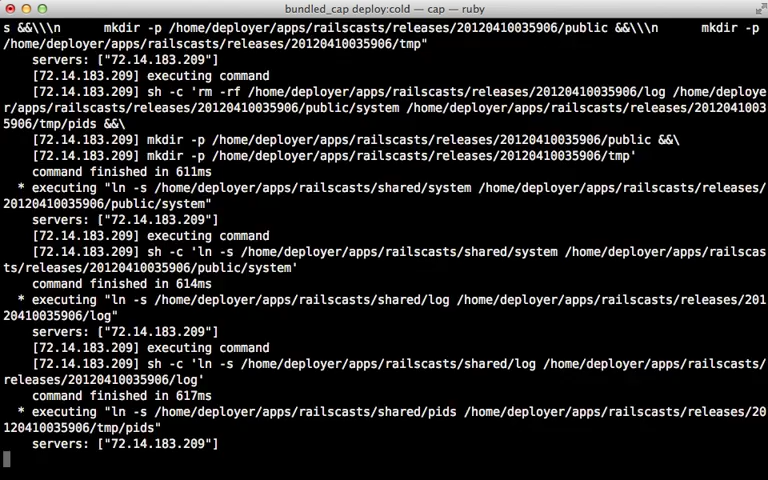 bundled_cap deploy:cold — cap — ruby
s &&\\\n      mkdir -p /home/deployer/apps/railscasts/releases/20120410035906/public &&\\\n      mkdir -p
/home/deployer/apps/railscasts/releases/20120410035906/tmp"
    servers: ["72.14.183.209"]
    [72.14.183.209] executing command
    [72.14.183.209] sh -c 'rm -rf /home/deployer/apps/railscasts/releases/20120410035906/log /home/deploye
r/apps/railscasts/releases/20120410035906/public/system /home/deployer/apps/railscasts/releases/2012041003
5906/tmp/pids &&\
    [72.14.183.209] mkdir -p /home/deployer/apps/railscasts/releases/20120410035906/public &&\
    [72.14.183.209] mkdir -p /home/deployer/apps/railscasts/releases/20120410035906/tmp'
    command finished in 611ms
  * executing "ln -s /home/deployer/apps/railscasts/shared/system /home/deployer/apps/railscasts/releases/
20120410035906/public/system"
    servers: ["72.14.183.209"]
    [72.14.183.209] executing command
    [72.14.183.209] sh -c 'ln -s /home/deployer/apps/railscasts/shared/system /home/deployer/apps/railscas
ts/releases/20120410035906/public/system'
    command finished in 614ms
  * executing "ln -s /home/deployer/apps/railscasts/shared/log /home/deployer/apps/railscasts/releases/201
20410035906/log"
    servers: ["72.14.183.209"]
    [72.14.183.209] executing command
    [72.14.183.209] sh -c 'ln -s /home/deployer/apps/railscasts/shared/log /home/deployer/apps/railscasts/
releases/20120410035906/log'
    command finished in 617ms
  * executing "ln -s /home/deployer/apps/railscasts/shared/pids /home/deployer/apps/railscasts/releases/20
120410035906/tmp/pids"
    servers: ["72.14.183.209"]